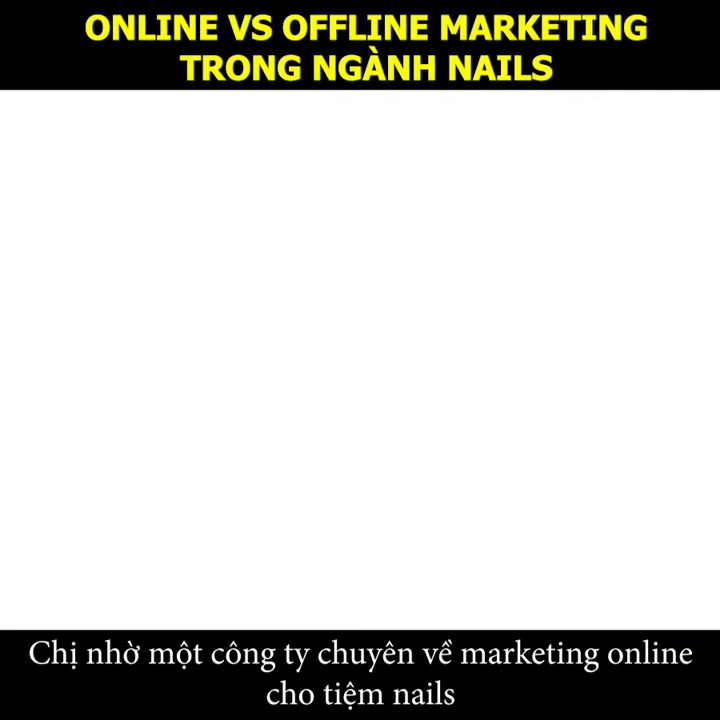 ONLINE VS OFFLINE MARKETING
TRONG NGÀNH NAILS
Chị nhờ một công ty chuyên về marketing online
cho tiệm nails